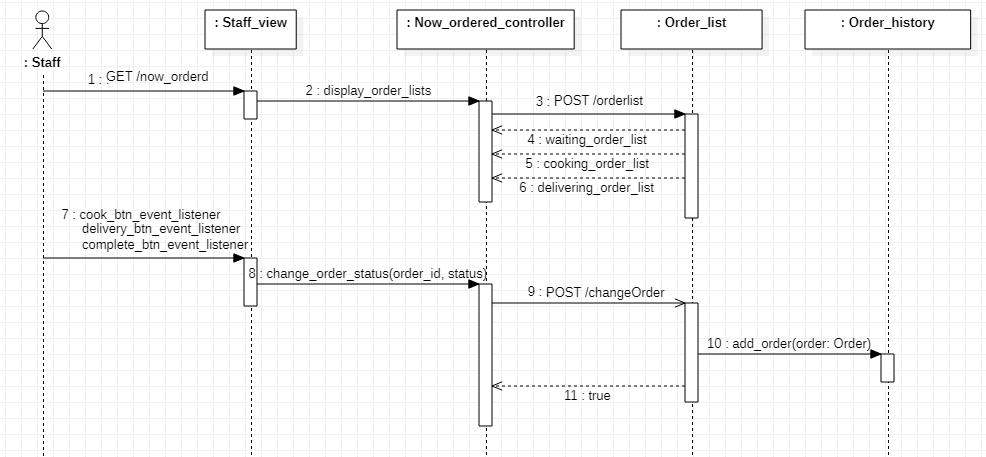 : Staff_view
: Now_ordered_controller
: Order_list
: Order_history
: Staff
1 : GET /now_orderd
2 : display_order_lists
3 : POST /orderlist
4 : waiting_order_list
5 : cooking_order_list
6 : delivering_order_list
7 : cook_btn_event_listener
delivery_btn_event_listener
complete_btn_event_listener
8 : change_order_status(order_id, status)
9 : POST /changeOrder
10 : add_order(order: Order)
11 : true